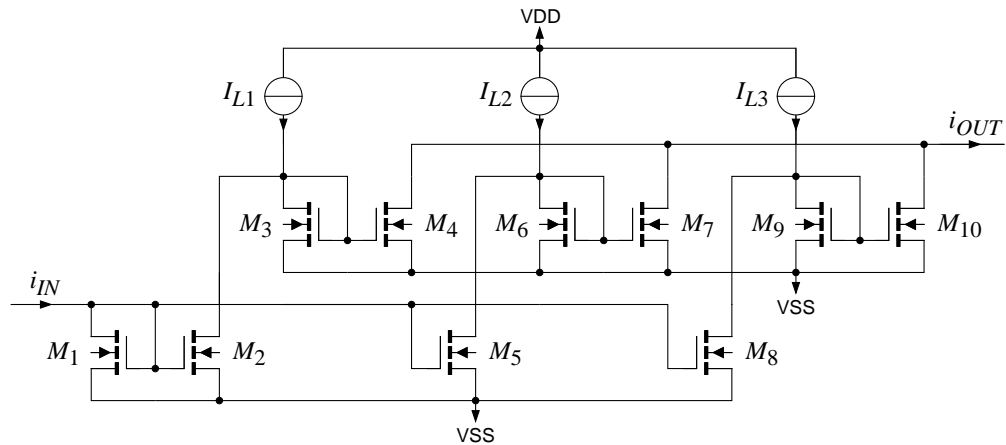 VDD
I_{L1} I_{L2} I_{L3}
i_{OUT}
M_3 M_4 M_6 M_7 M_9 M_{10}
i_{IN}
VSS
M_1 M_2 M_5 M_8
VSS